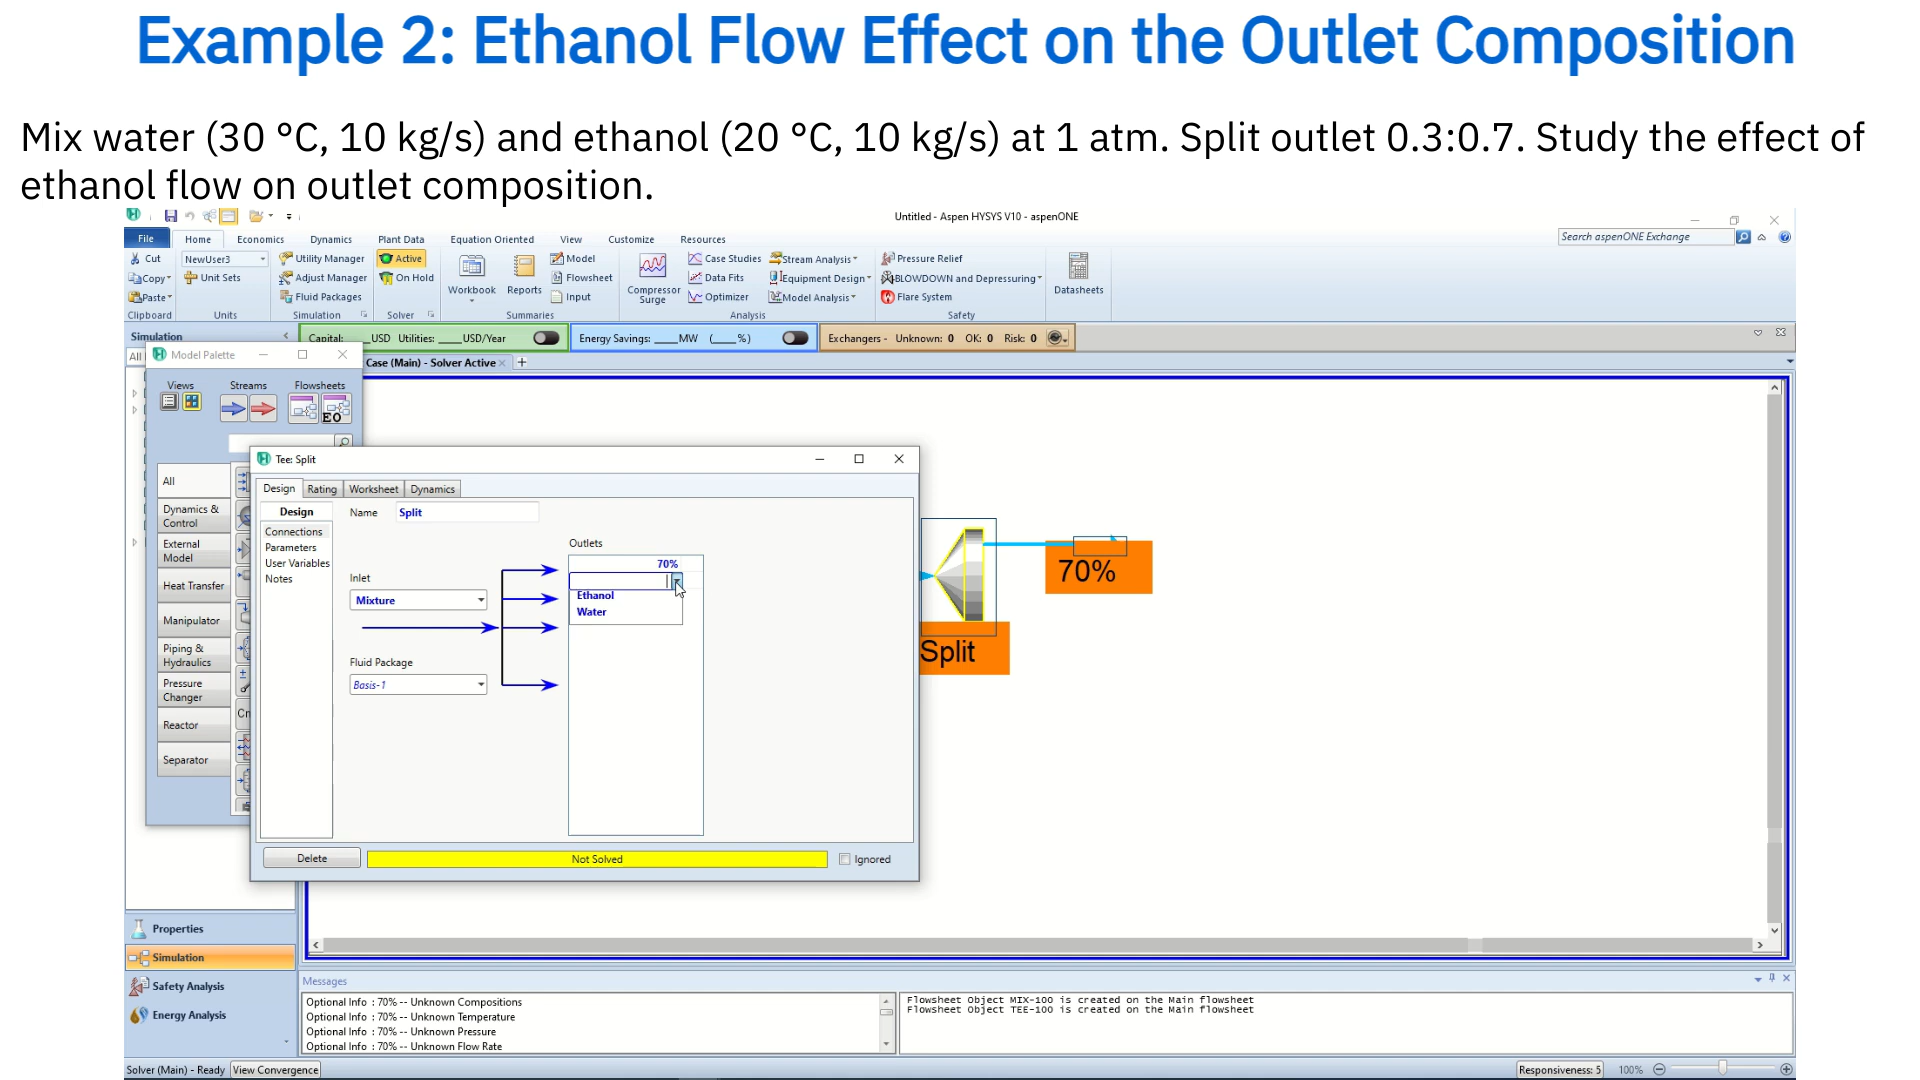 Example 2: Ethanol Flow Effect on the Outlet Composition
Mix water (30 °C, 10 kg/s) and ethanol (20 °C, 10 kg/s) at 1 atm. Split outlet 0.3:0.7. Study the effect of
ethanol flow on outlet composition.
Untitled - Aspen HYSYS V10 - aspenONE
File Home Economics Dynamics Plant Data Equation Oriented View Customize Resources
Search aspenONE Exchange
Cut NewUser3 Utility Manager Active Model Case Studies Stream Analysis Pressure Relief
Copy Unit Sets Adjust Manager On Hold Flowsheet Data Fits Equipment Design BLOWDOWN and Depressuring
Workbook Reports Compressor Surge Datasheets
Paste Fluid Packages Input Optimizer Model Analysis Flare System
Clipboard Units Simulation Solver Summaries Analysis Safety
Simulation
Capital: __USD Utilities: ____USD/Year
Energy Savings: ____MW (____%)
Exchangers - Unknown: 0 OK: 0 Risk: 0
All
Model Palette
Case (Main) - Solver Active
Views Streams Flowsheets
EO
All
Dynamics &
Control
External
Model
Heat Transfer
Manipulator
Piping &
Hydraulics
Pressure
Changer
Reactor
Separator
Tee: Split
Design Rating Worksheet Dynamics
Design
Connections
Parameters
User Variables
Notes
Name Split
Outlets
70%
Ethanol
Water
Inlet
Mixture
Fluid Package
Basis-1
Delete Not Solved Ignored
70%
Split
Properties
Simulation
Safety Analysis
Energy Analysis
Messages
Optional Info : 70% -- Unknown Compositions
Optional Info : 70% -- Unknown Temperature
Optional Info : 70% -- Unknown Pressure
Optional Info : 70% -- Unknown Flow Rate
Flowsheet Object MIX-100 is created on the Main flowsheet
Flowsheet Object TEE-100 is created on the Main flowsheet
Solver (Main) - Ready View Convergence
Responsiveness: 5 100%